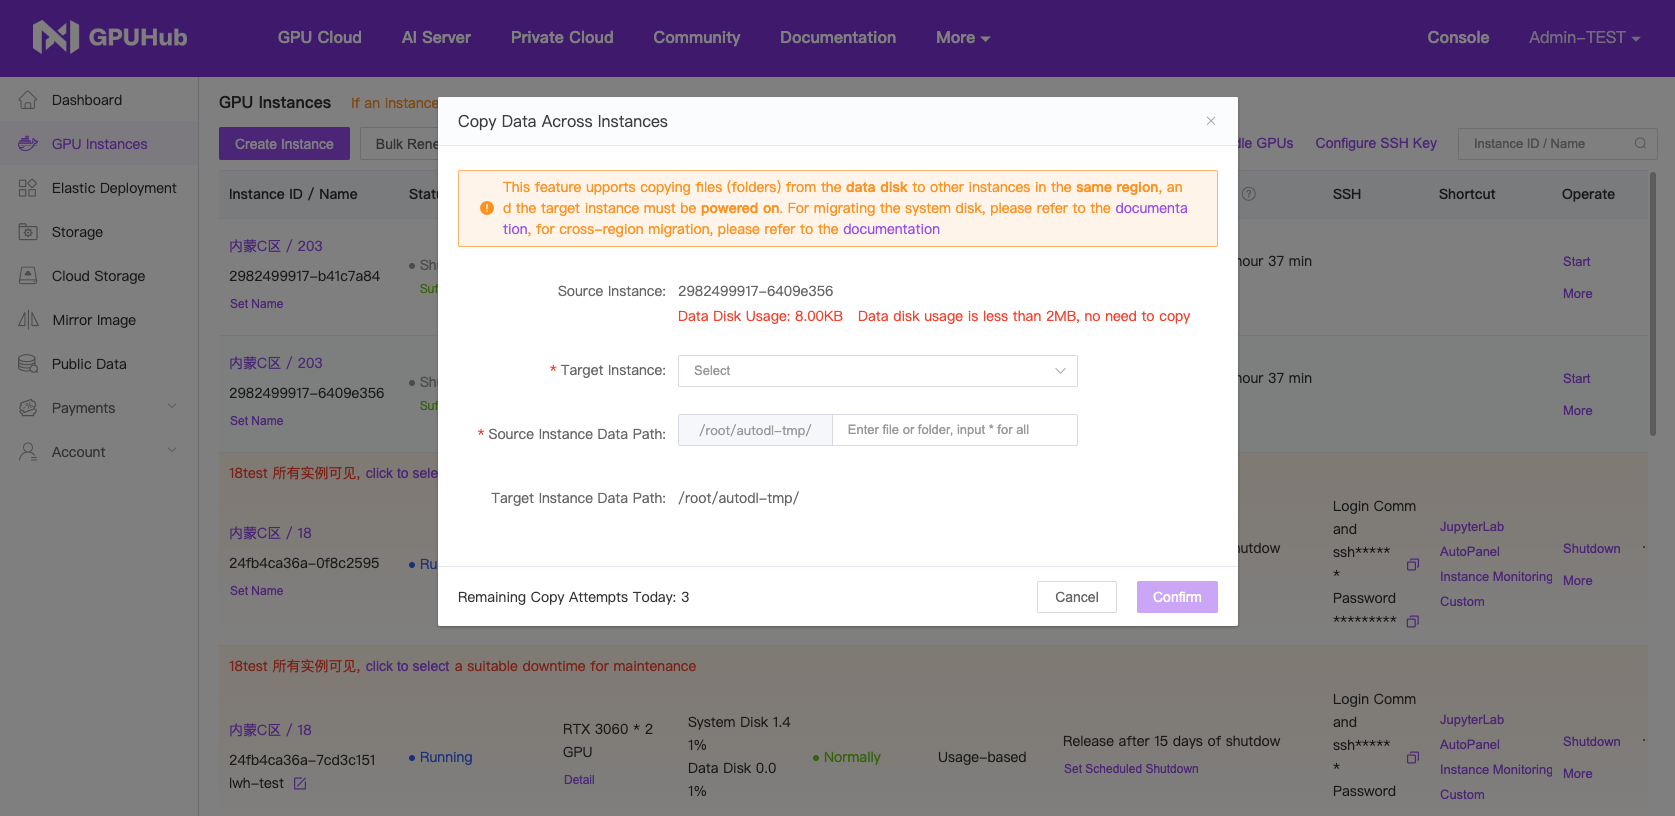 GPUHub
GPU Cloud
AI Server
Private Cloud
Community
Documentation
More
Console
Admin-TEST
Dashboard
GPU Instances
Elastic Deployment
Storage
Cloud Storage
Mirror Image
Public Data
Payments
Account
GPU Instances
If an instance
Create Instance
Bulk Rene
dle GPUs
Configure SSH Key
Instance ID / Name
Instance ID / Name
Statu
SSH
Shortcut
Operate
内蒙C区 / 203
2982499917-b41c7a84
Set Name
Shu
Suf
hour 37 min
Start
More
内蒙C区 / 203
2982499917-6409e356
Set Name
Shu
Suf
hour 37 min
Start
More
18test 所有实例可见, click to sele
内蒙C区 / 18
24fb4ca36a-0f8c2595
Set Name
Ru
utdow
Login Comm
and
ssh*****
*
Password
*********
JupyterLab
AutoPanel
Instance Monitoring
Custom
Shutdown
More
18test 所有实例可见, click to select a suitable downtime for maintenance
内蒙C区 / 18
24fb4ca36a-7cd3c151
lwh-test
Running
RTX 3060 * 2
GPU
Detail
System Disk 1.4
1%
Data Disk 0.0
1%
Normally
Usage-based
Release after 15 days of shutdow
Set Scheduled Shutdown
Login Comm
and
ssh*****
*
Password
JupyterLab
AutoPanel
Instance Monitoring
Custom
Shutdown
More
Copy Data Across Instances
This feature upports copying files (folders) from the data disk to other instances in the same region, an
d the target instance must be powered on. For migrating the system disk, please refer to the documenta
tion, for cross-region migration, please refer to the documentation
Source Instance: 2982499917-6409e356
Data Disk Usage: 8.00KB Data disk usage is less than 2MB, no need to copy
* Target Instance: Select
* Source Instance Data Path: /root/autodl-tmp/ Enter file or folder, input * for all
Target Instance Data Path: /root/autodl-tmp/
Remaining Copy Attempts Today: 3
Cancel
Confirm